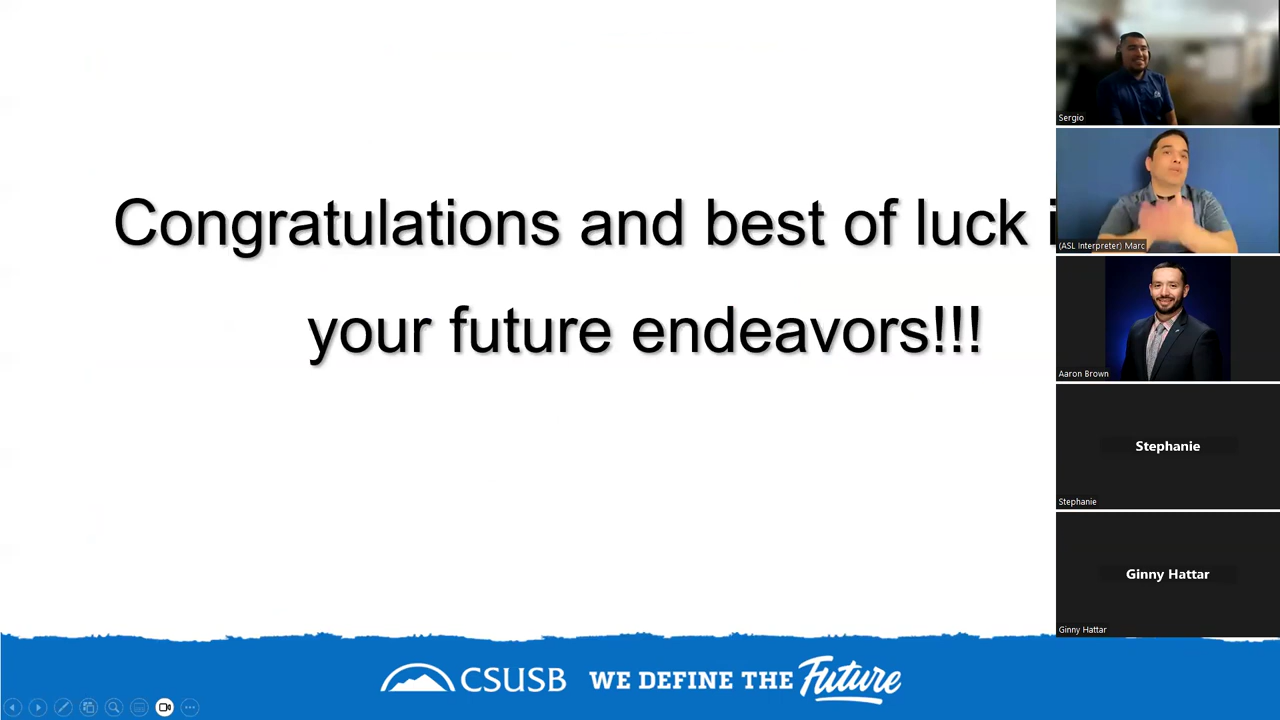 Congratulations and best of luck i
your future endeavors!!!
Sergio
(ASL Interpreter) Marc
Aaron Brown
Stephanie
Stephanie
Ginny Hattar
Ginny Hattar
CSUSB WE DEFINE THE Future